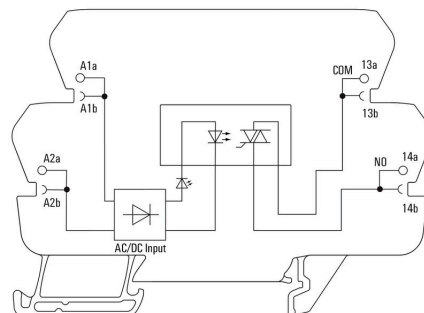 A1a
A1b
A2a
A2b
AC/DC Input
COM
13a
13b
NO
14a
14b